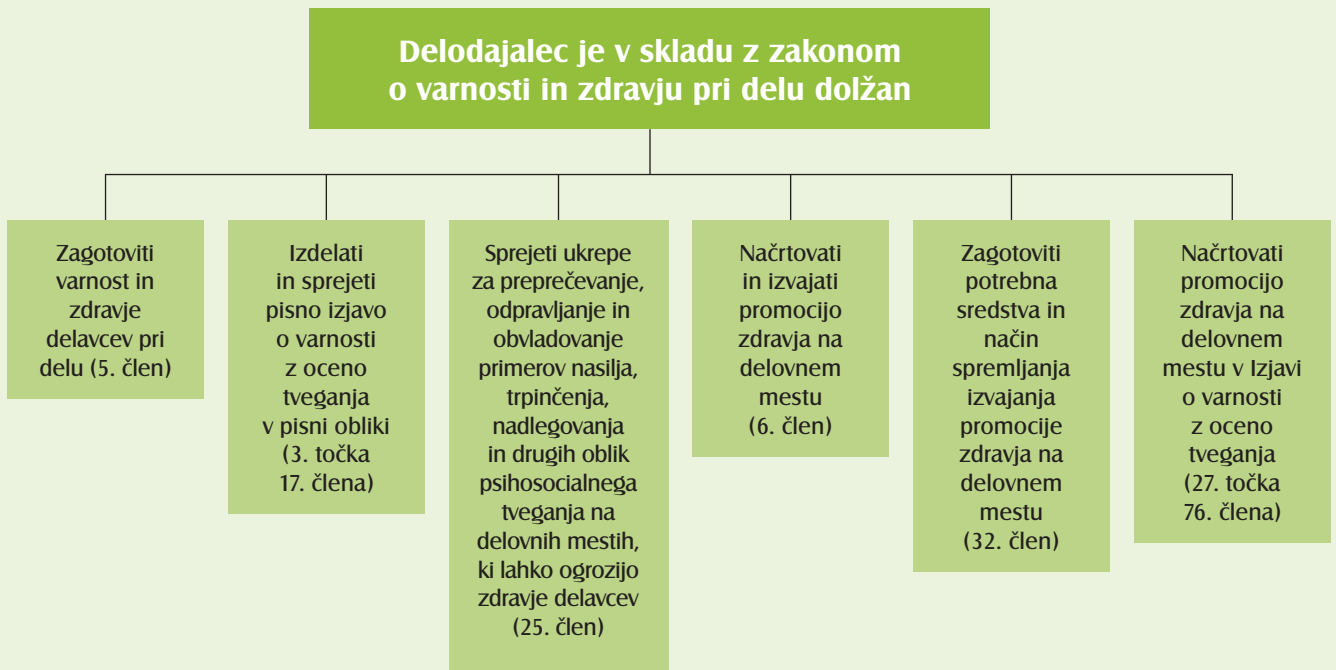 Delodajalec je v skladu z zakonom
o varnosti in zdravju pri delu dolžan
Zagotoviti
varnost in
zdravje
delavcev pri
delu (5. člen)
Izdelati
in sprejeti
pisno izjavo
o varnosti
z oceno
tveganja
v pisni obliki
(3. točka
17. člena)
Sprejeti ukrepe
za preprečevanje,
odpravljanje in
obvladovanje
primerov nasilja,
trpinčenja,
nadlegovanja
in drugih oblik
psihosocialnega
tveganja na
delovnih mestih,
ki lahko ogrozijo
zdravje delavcev
(25. člen)
Načrtovati
in izvajati
promocijo
zdravja na
delovnem
mestu
(6. člen)
Zagotoviti
potrebna
sredstva in
način
spremljanja
izvajanja
promocije
zdravja na
delovnem
mestu
(32. člen)
Načrtovati
promocijo
zdravja na
delovnem
mestu v Izjavi
o varnosti
z oceno
tveganja
(27. točka
76. člena)